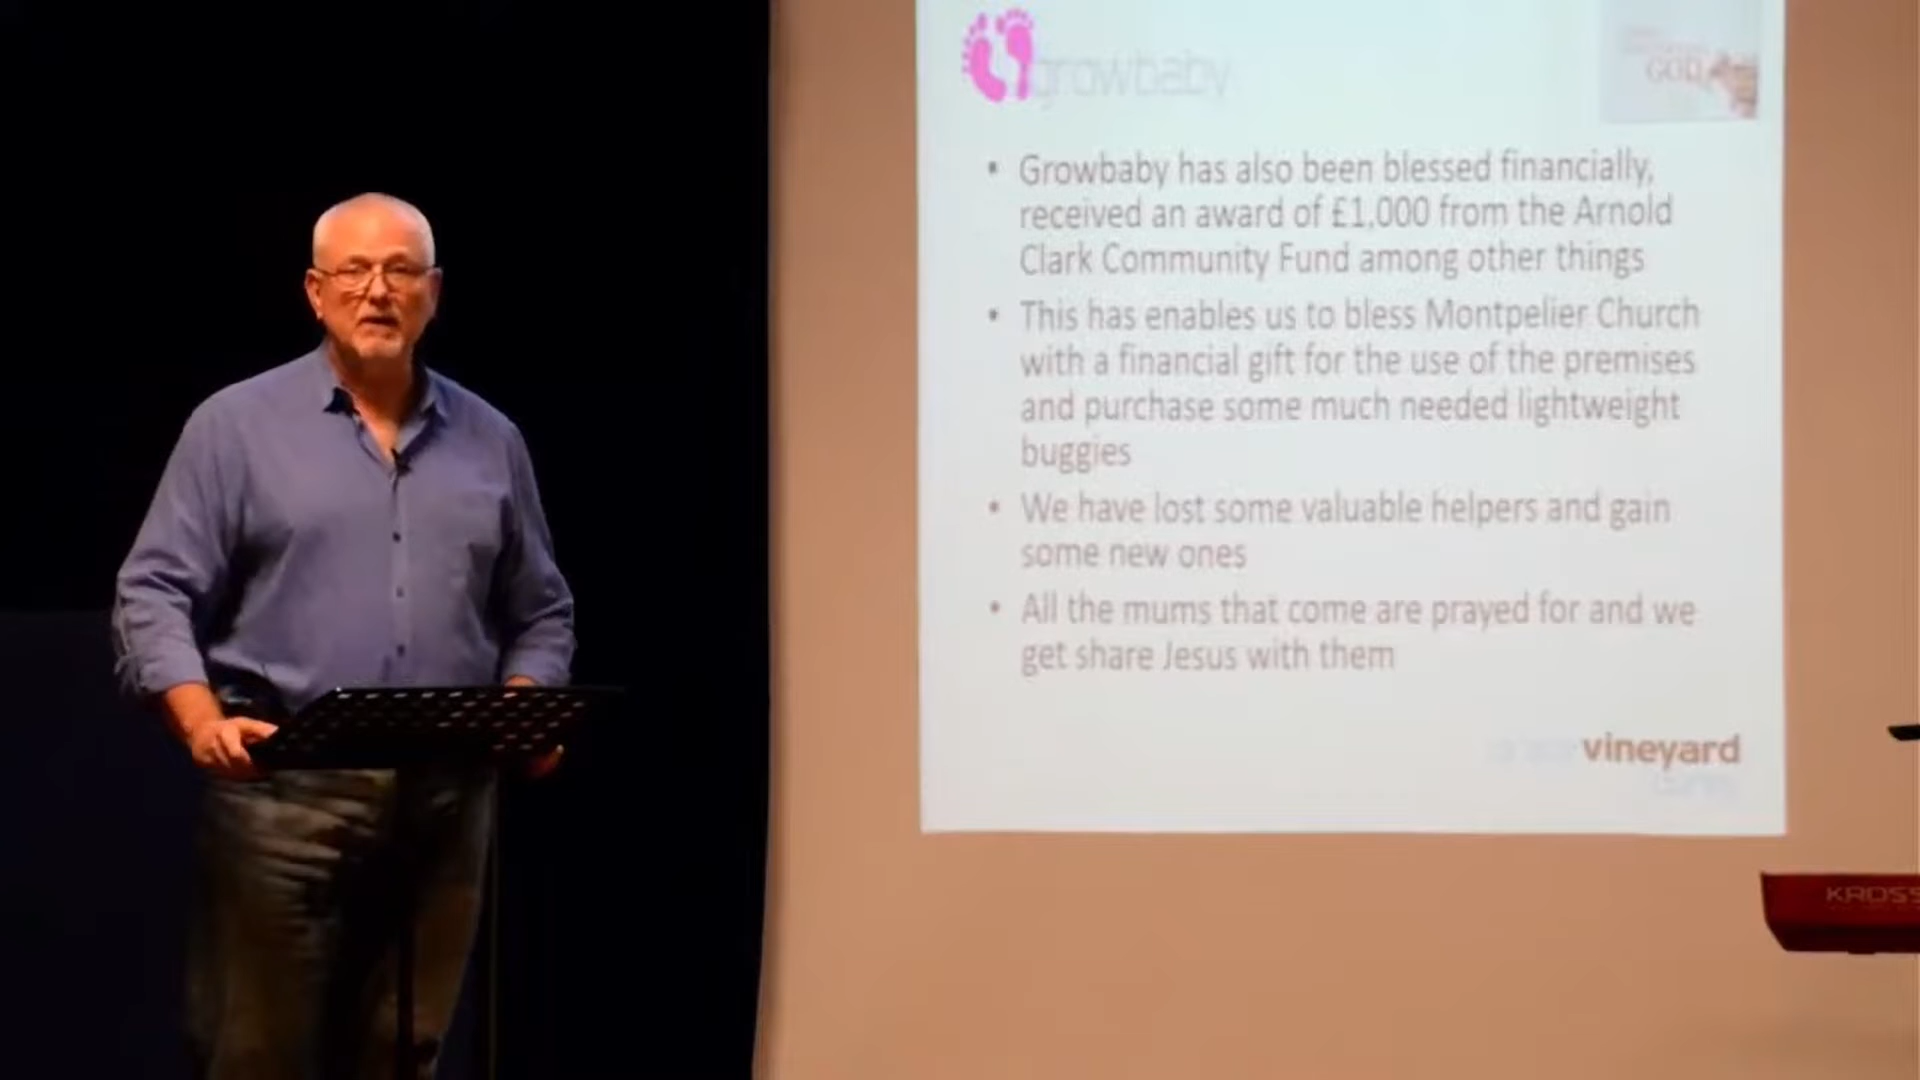 growbaby
GOD
• Growbaby has also been blessed financially,
received an award of £1,000 from the Arnold
Clark Community Fund among other things
• This has enables us to bless Montpelier Church
with a financial gift for the use of the premises
and purchase some much needed lightweight
buggies
• We have lost some valuable helpers and gain
some new ones
• All the mums that come are prayed for and we
get share Jesus with them
vineyard
KROSS